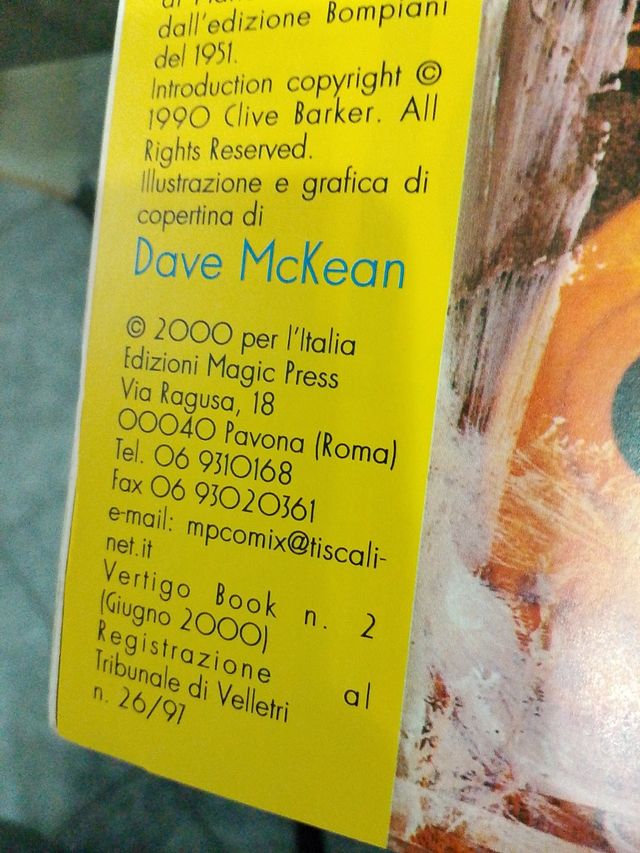 dall'edizione Bompiani
del 1951.
Introduction copyright ©
1990 Clive Barker. All
Rights Reserved.
Illustrazione e grafica di
copertina di
Dave McKean
© 2000 per l'Italia
Edizioni Magic Press
Via Ragusa, 18
00040 Pavona (Roma)
Tel. 06 9310168
Fax 06 93020361
e-mail: mpcomix@tiscali-
net.it
Vertigo Book n. 2
(Giugno 2000)
Registrazione al
Tribunale di Velletri
n. 26/97